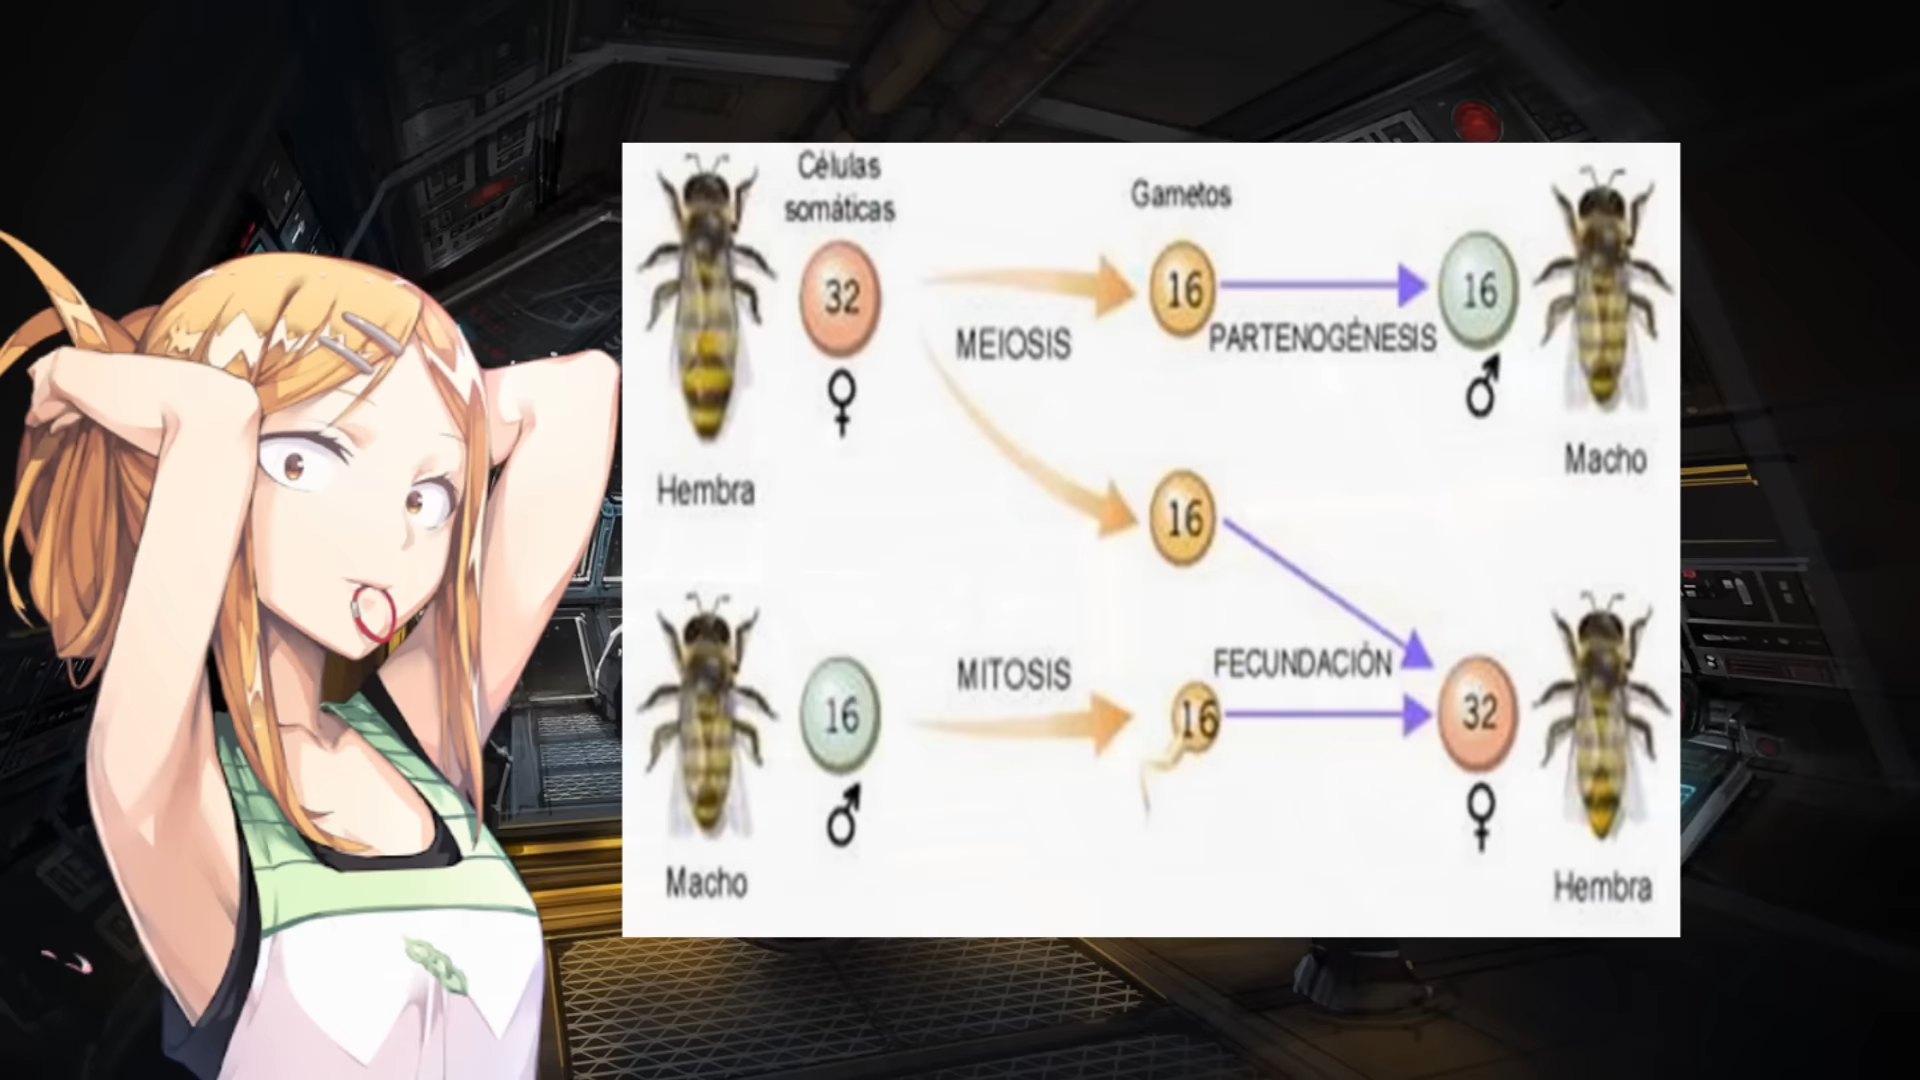 Células
somáticas
Gametos
32
16
16
MEIOSIS
PARTENOGÉNESIS
♀
♂
Hembra
Macho
16
MITOSIS
FECUNDACIÓN
16
16
32
♂
♀
Macho
Hembra